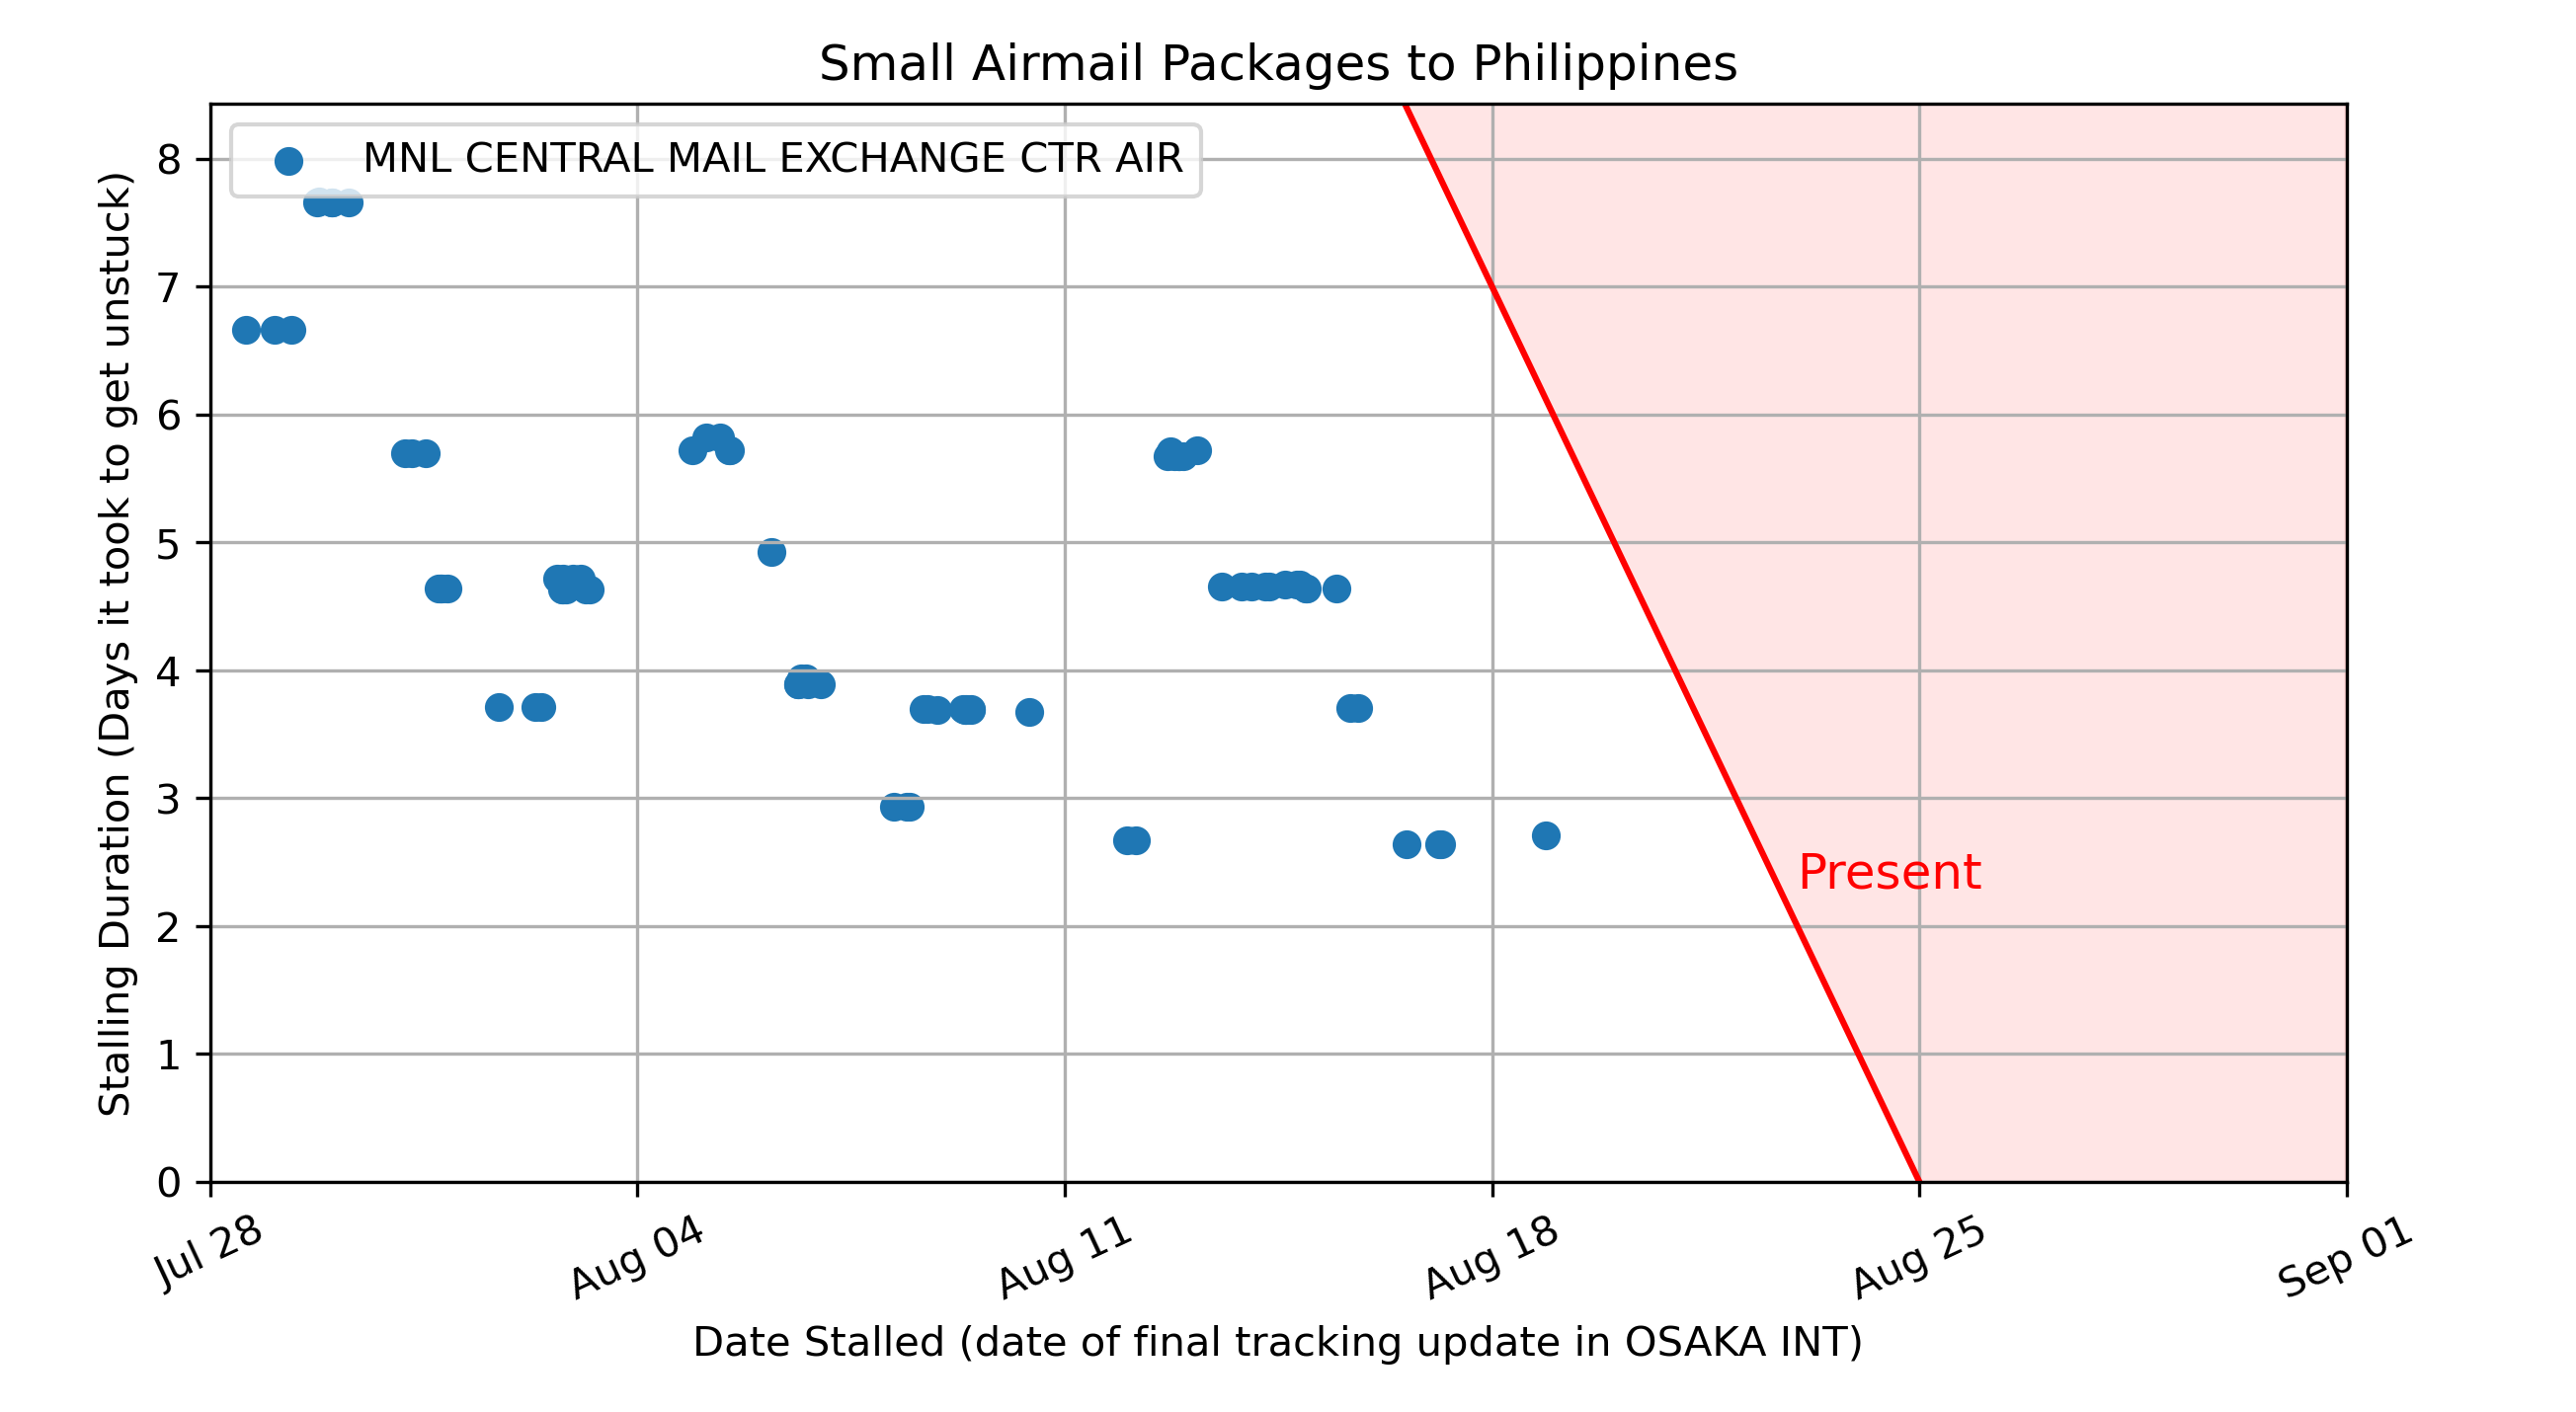 Small Airmail Packages to Philippines
MNL CENTRAL MAIL EXCHANGE CTR AIR
Stalling Duration (Days it took to get unstuck)
8
7
6
5
4
3
2
1
0
Present
Jul 28
Aug 04
Aug 11
Aug 18
Aug 25
Sep 01
Date Stalled (date of final tracking update in OSAKA INT)